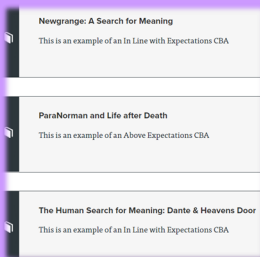 Newgrange: A Search for Meaning
This is an example of an In Line with Expectations CBA
ParaNorman and Life after Death
This is an example of an Above Expectations CBA
The Human Search for Meaning: Dante & Heavens Door
This is an example of an In Line with Expectations CBA